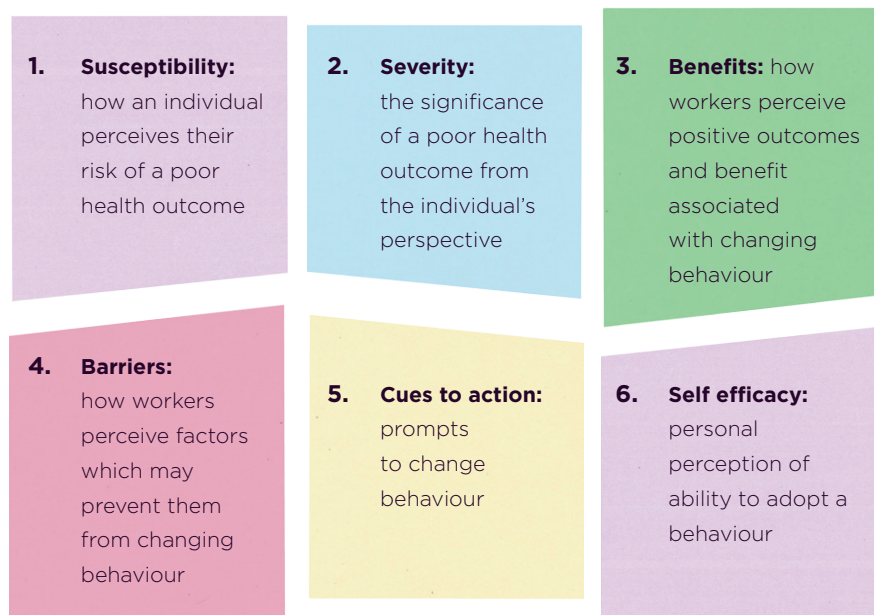 1. Susceptibility:
how an individual
perceives their
risk of a poor
health outcome
2. Severity:
the significance
of a poor health
outcome from
the individual’s
perspective
3. Benefits: how
workers perceive
positive outcomes
and benefit
associated
with changing
behaviour
4. Barriers:
how workers
perceive factors
which may
prevent them
from changing
behaviour
5. Cues to action:
prompts
to change
behaviour
6. Self efficacy:
personal
perception of
ability to adopt a
behaviour